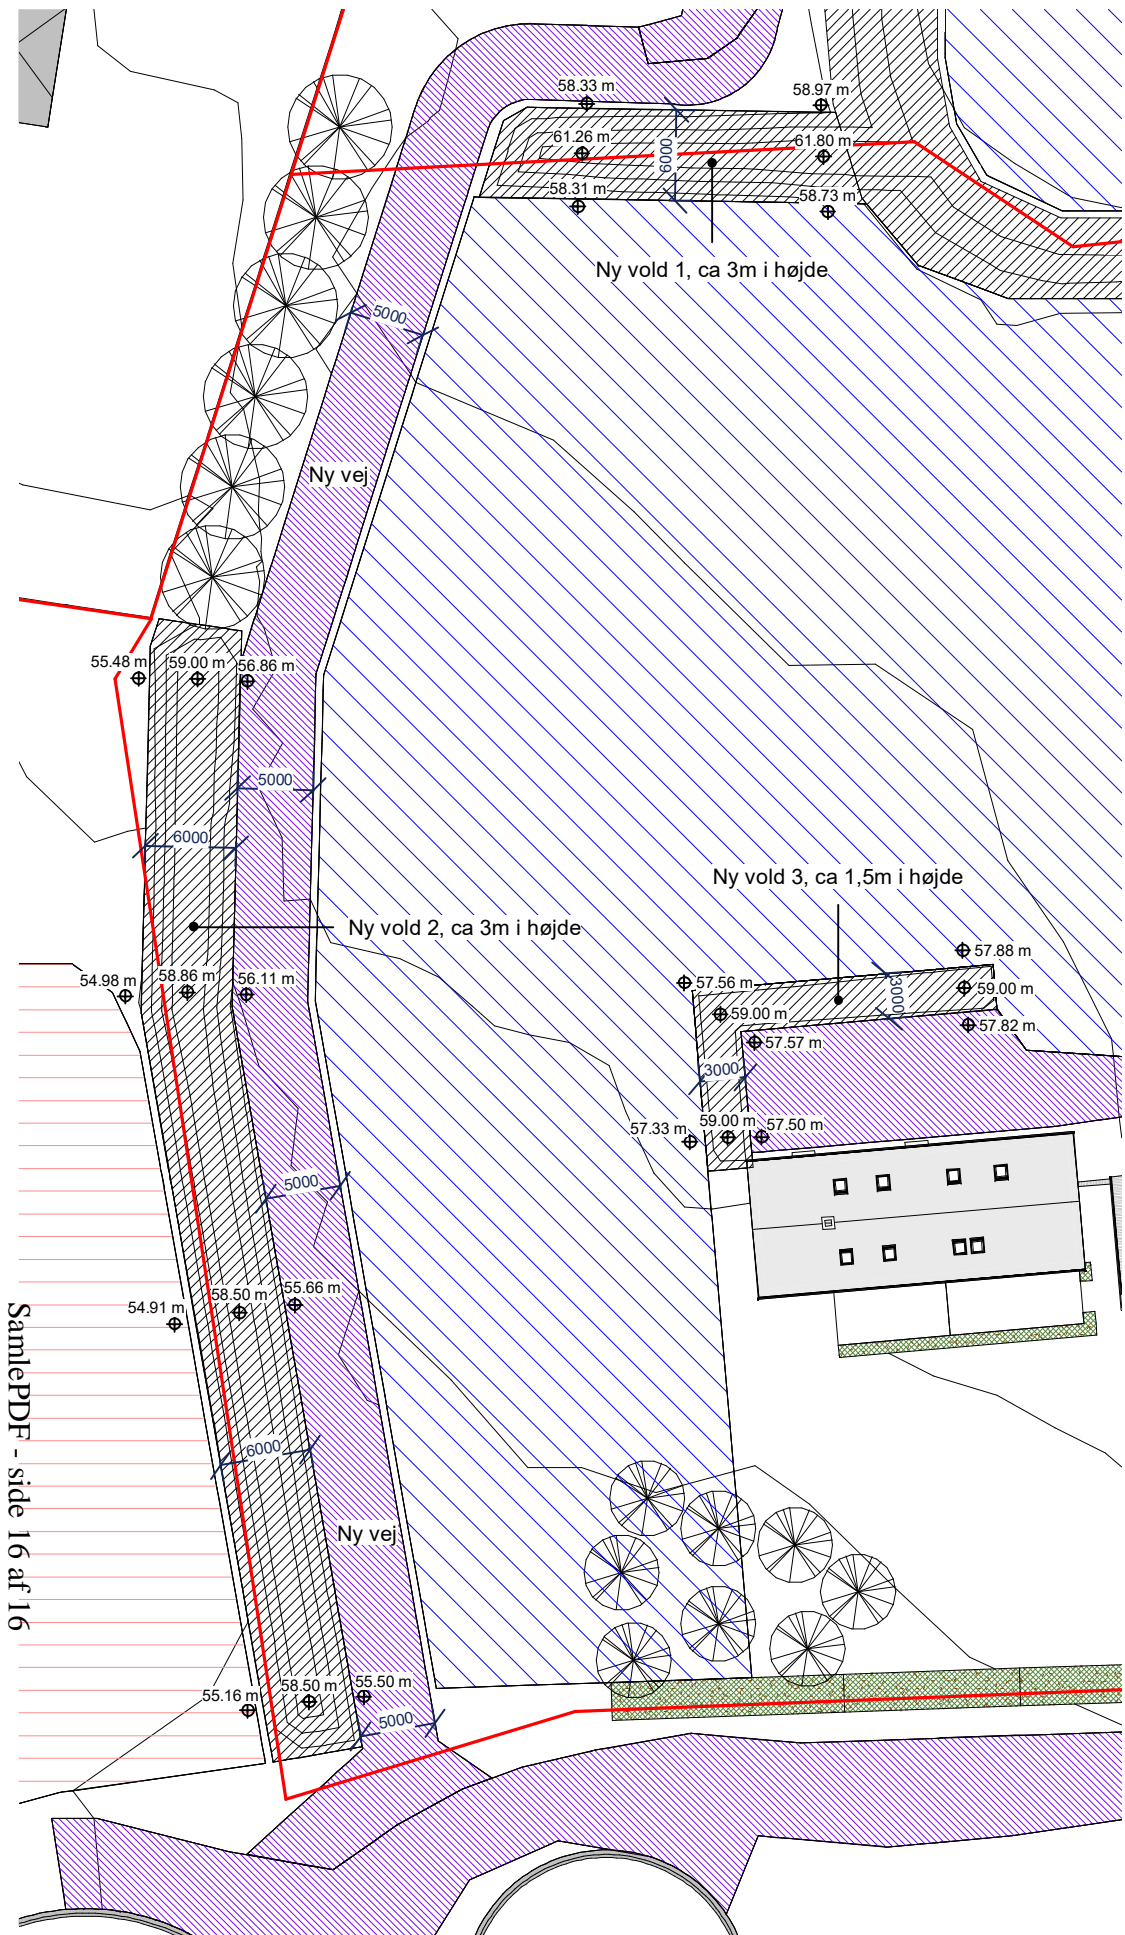 58.33 m
58.97 m
61.26 m
6000
61.80 m
58.31 m
58.73 m
Ny vold 1, ca 3m i højde
5000
Ny vej
55.48 m
59.00 m
56.86 m
5000
6000
Ny vold 3, ca 1,5m i højde
Ny vold 2, ca 3m i højde
57.88 m
54.98 m
58.86 m
56.11 m
57.56 m
3000
59.00 m
59.00 m
57.82 m
57.57 m
3000
57.33 m
59.00 m
57.50 m
5000
54.91 m
58.50 m
55.66 m
6000
Ny vej
55.16 m
58.50 m
55.50 m
5000
SamlePDF - side 16 af 16